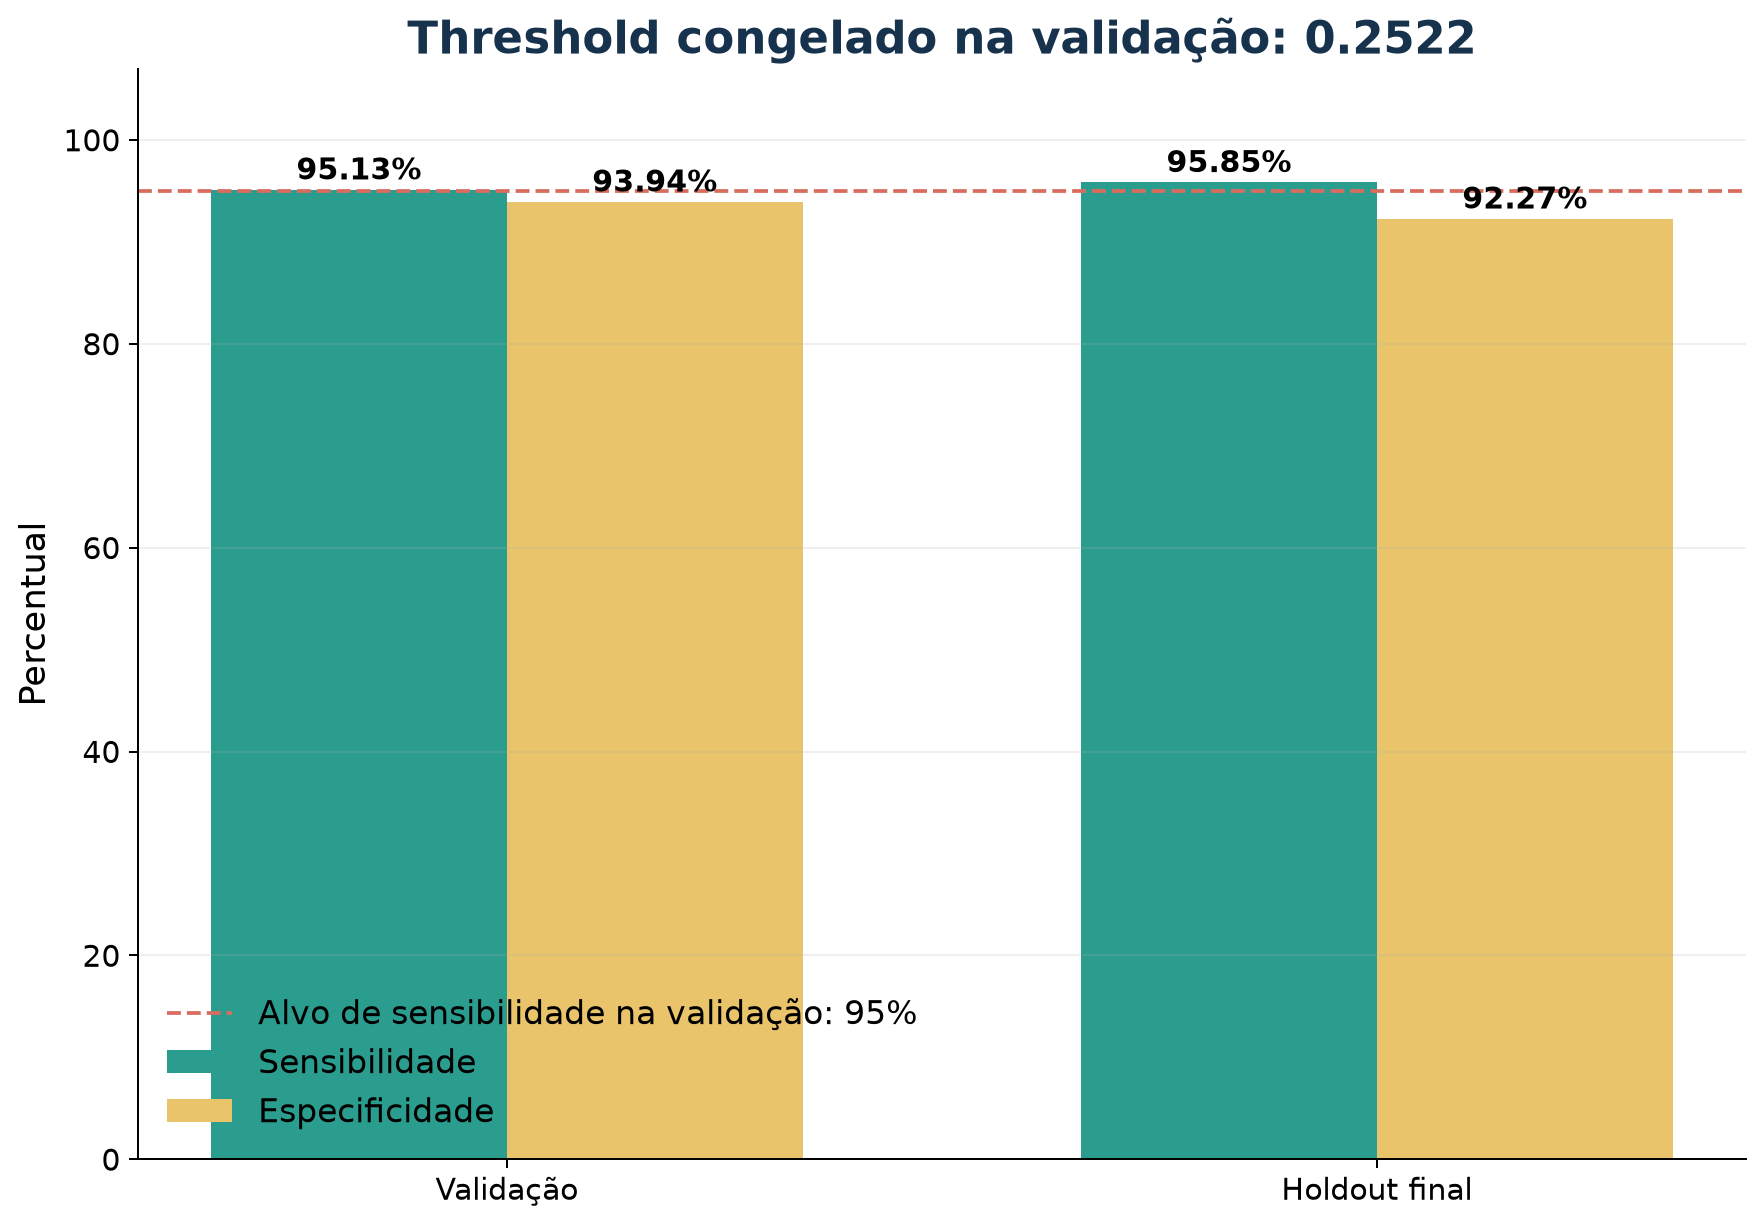 Threshold congelado na validação: 0.2522
Percentual
100
80
60
40
20
0
95.13%
93.94%
95.85%
92.27%
Alvo de sensibilidade na validação: 95%
Sensibilidade
Especificidade
Validação
Holdout final